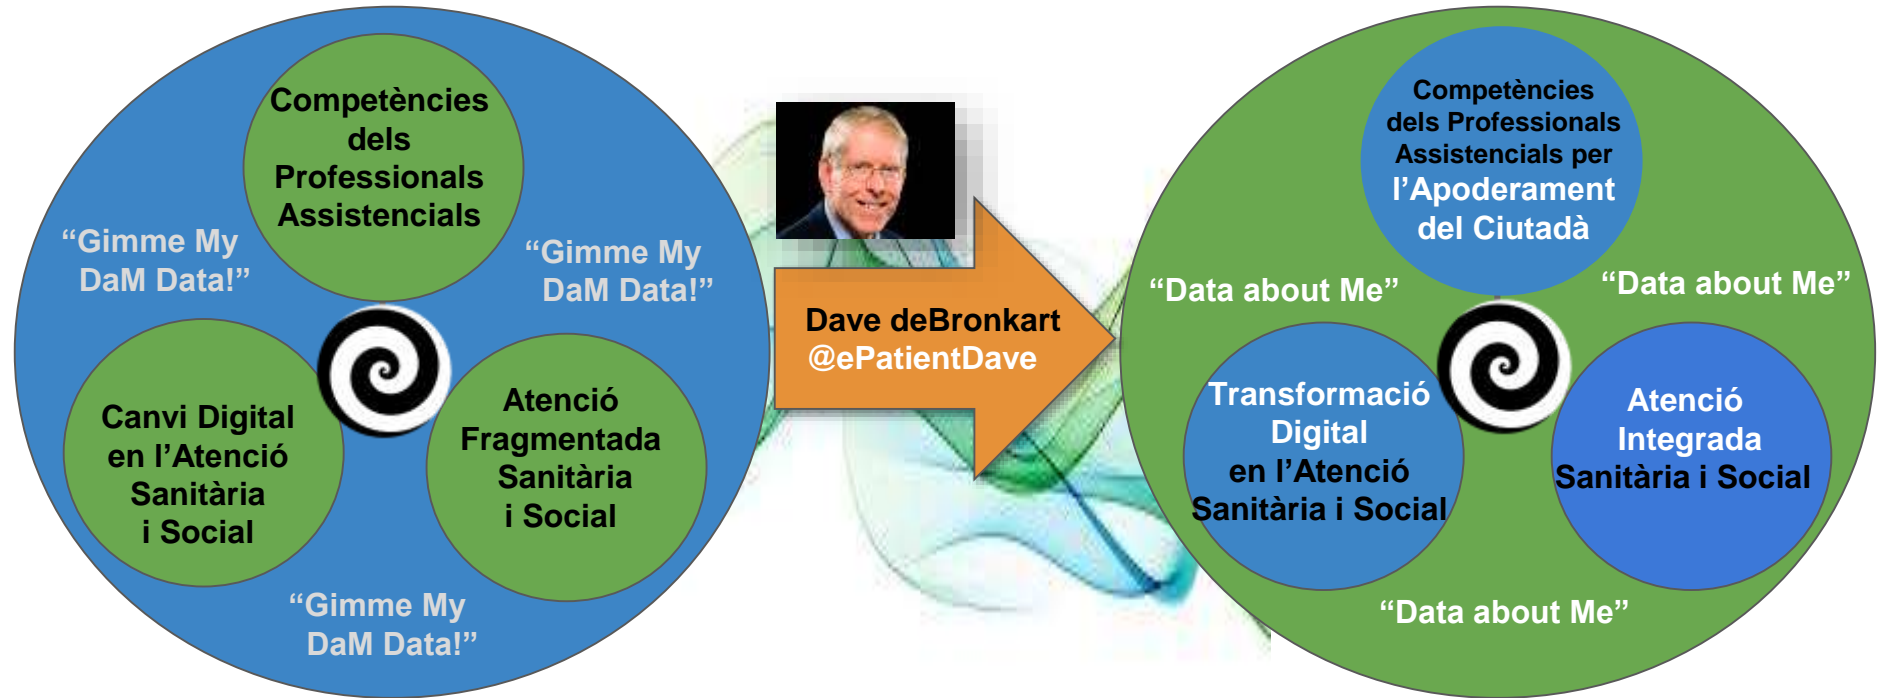 Competències
dels
Professionals
Assistencials
“Gimme My
DaM Data!”
“Gimme My
DaM Data!”
Canvi Digital
en l’Atenció
Sanitària
i Social
Atenció
Fragmentada
Sanitària
i Social
“Gimme My
DaM Data!”
Dave deBronkart
@ePatientDave
Competències
dels Professionals
Assistencials per
l’Apoderament
del Ciutadà
“Data about Me”
“Data about Me”
Transformació
Digital
en l’Atenció
Sanitària i Social
Atenció
Integrada
Sanitària i Social
“Data about Me”